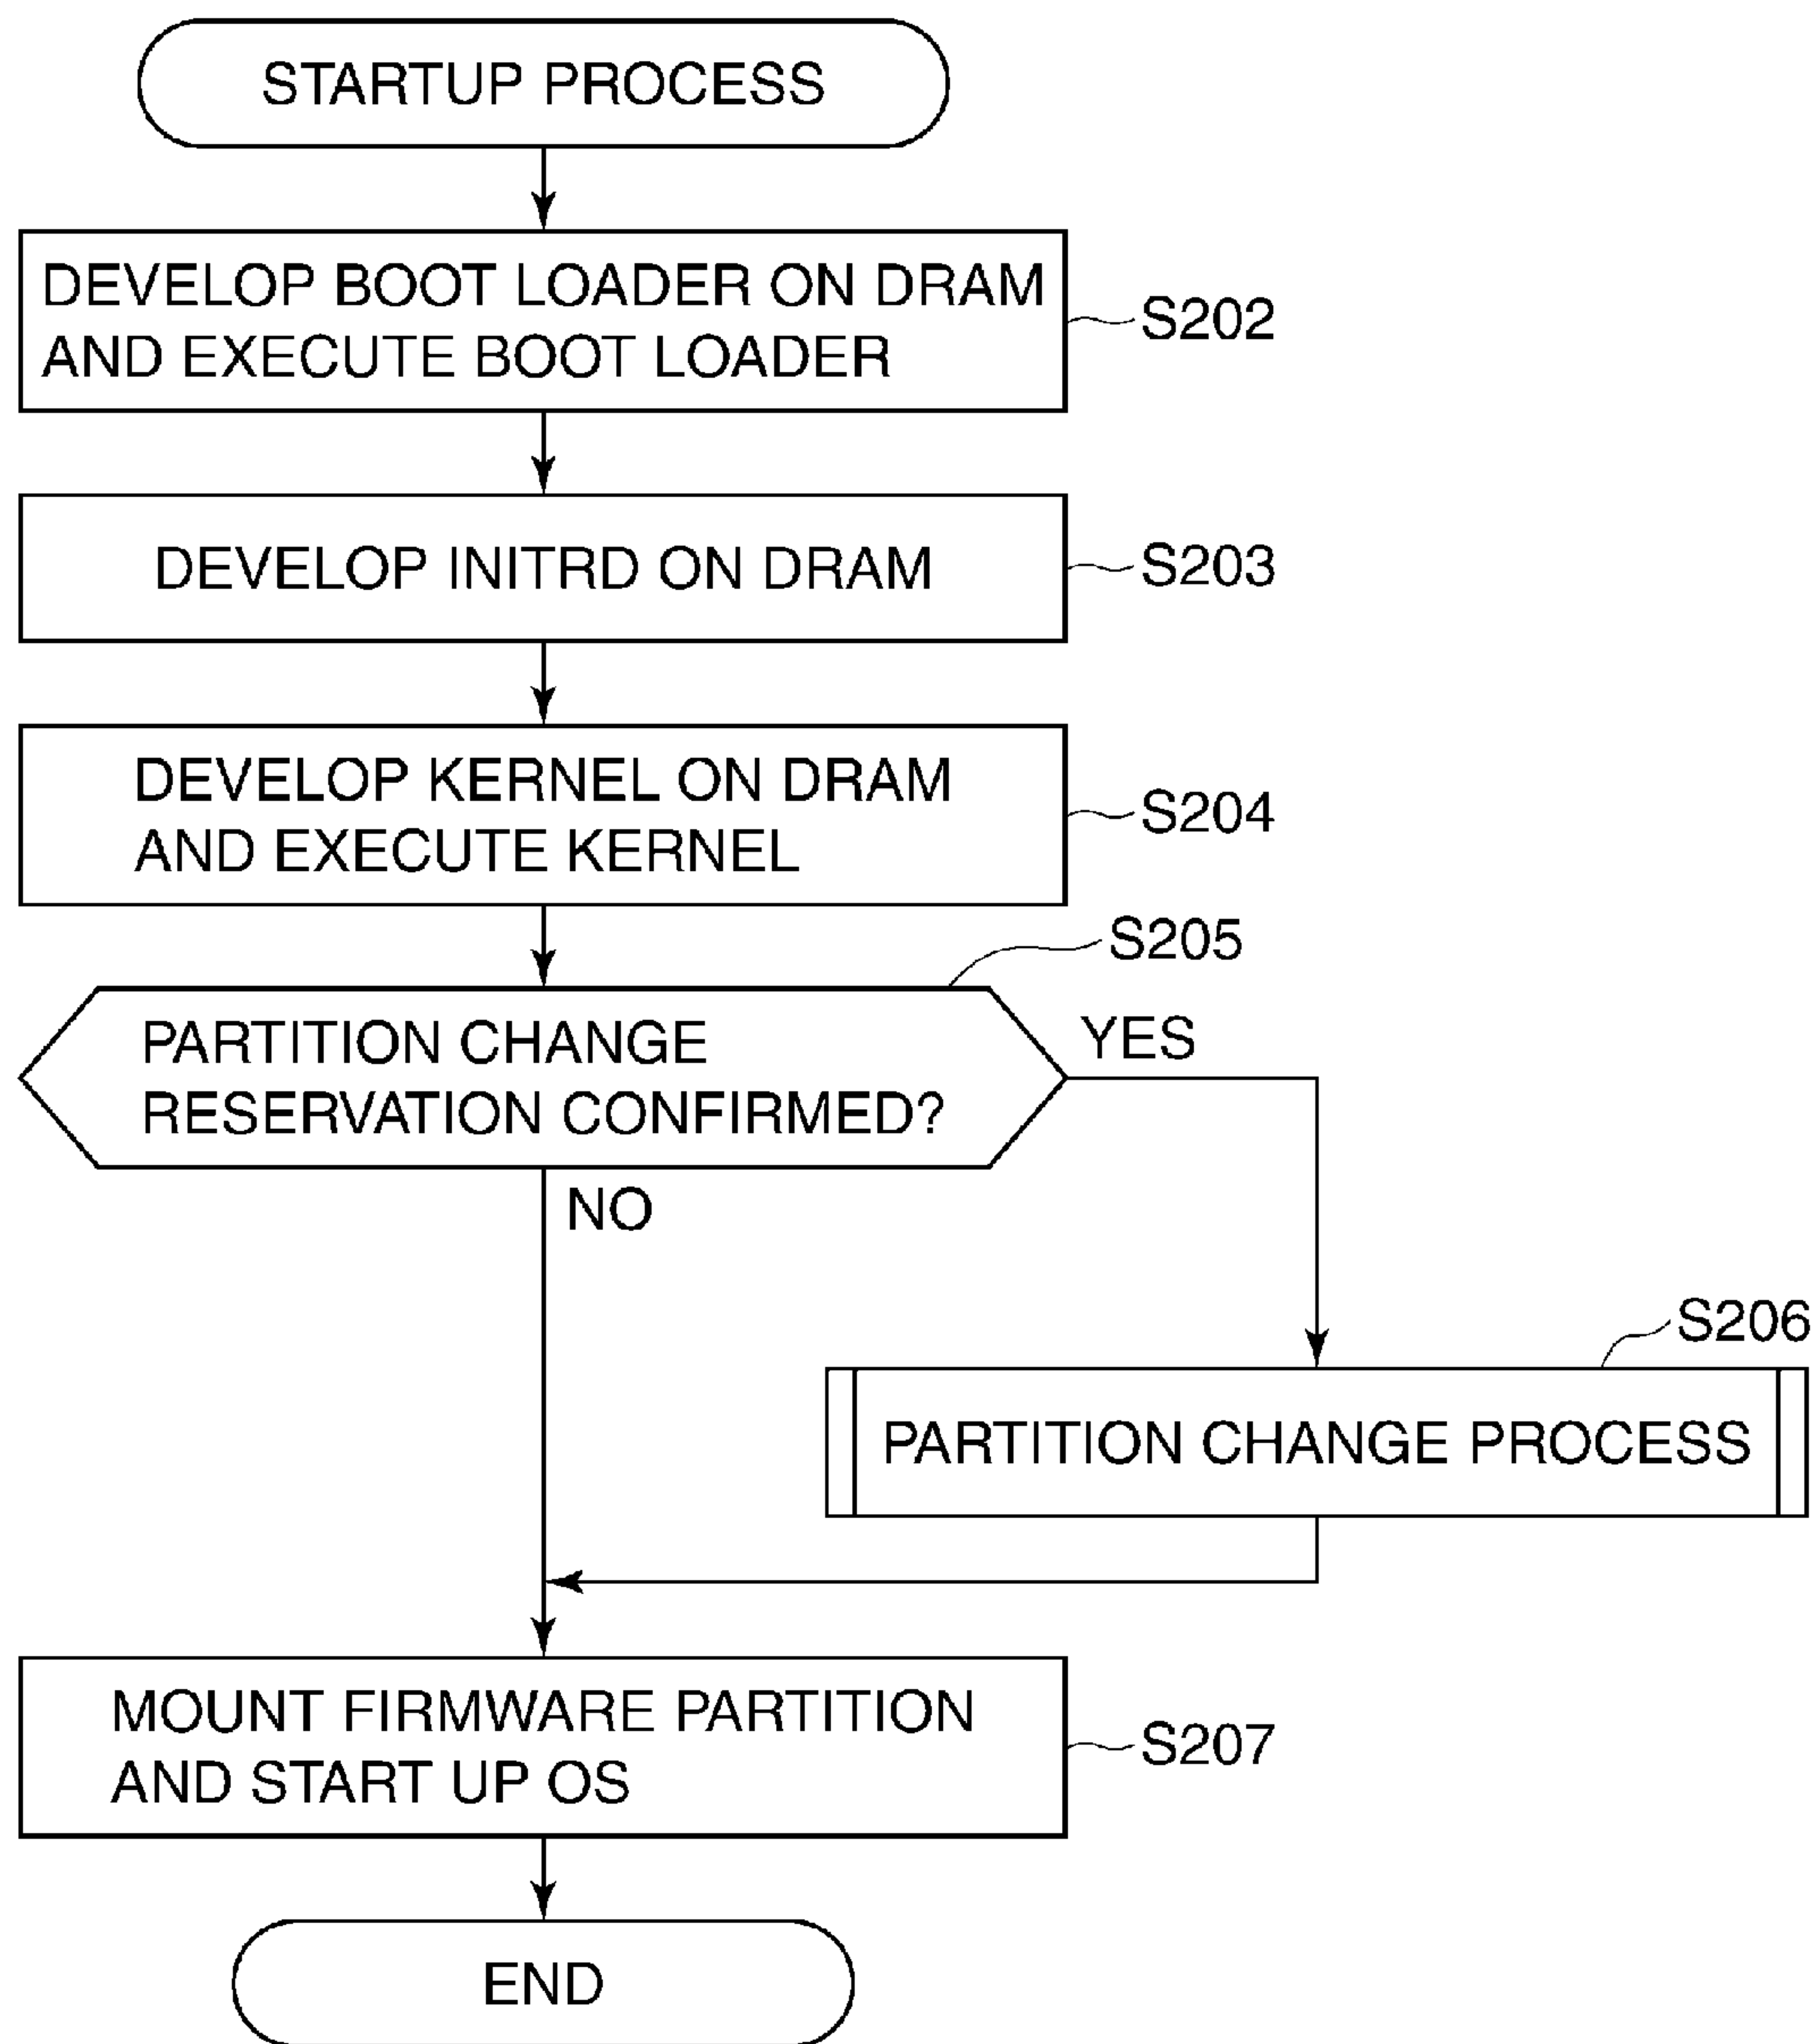 STARTUP PROCESS
DEVELOP BOOT LOADER ON DRAM
AND EXECUTE BOOT LOADER
S202
DEVELOP INITRD ON DRAM
S203
DEVELOP KERNEL ON DRAM
AND EXECUTE KERNEL
S204
S205
PARTITION CHANGE
RESERVATION CONFIRMED?
YES
NO
S206
PARTITION CHANGE PROCESS
MOUNT FIRMWARE PARTITION
AND START UP OS
S207
END